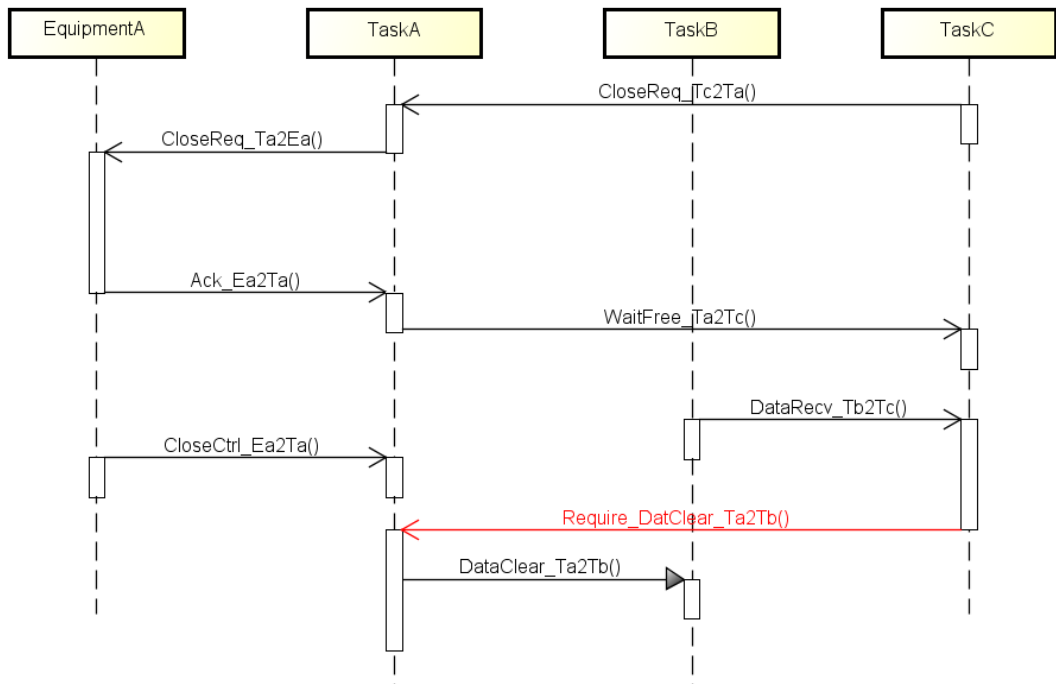 EquipmentA
TaskA
TaskB
TaskC
CloseReq_Tc2Ta()
CloseReq_Ta2Ea()
Ack_Ea2Ta()
WaitFree_Ta2Tc()
DataRecv_Tb2Tc()
CloseCtrl_Ea2Ta()
Require_DatClear_Ta2Tb()
DataClear_Ta2Tb()